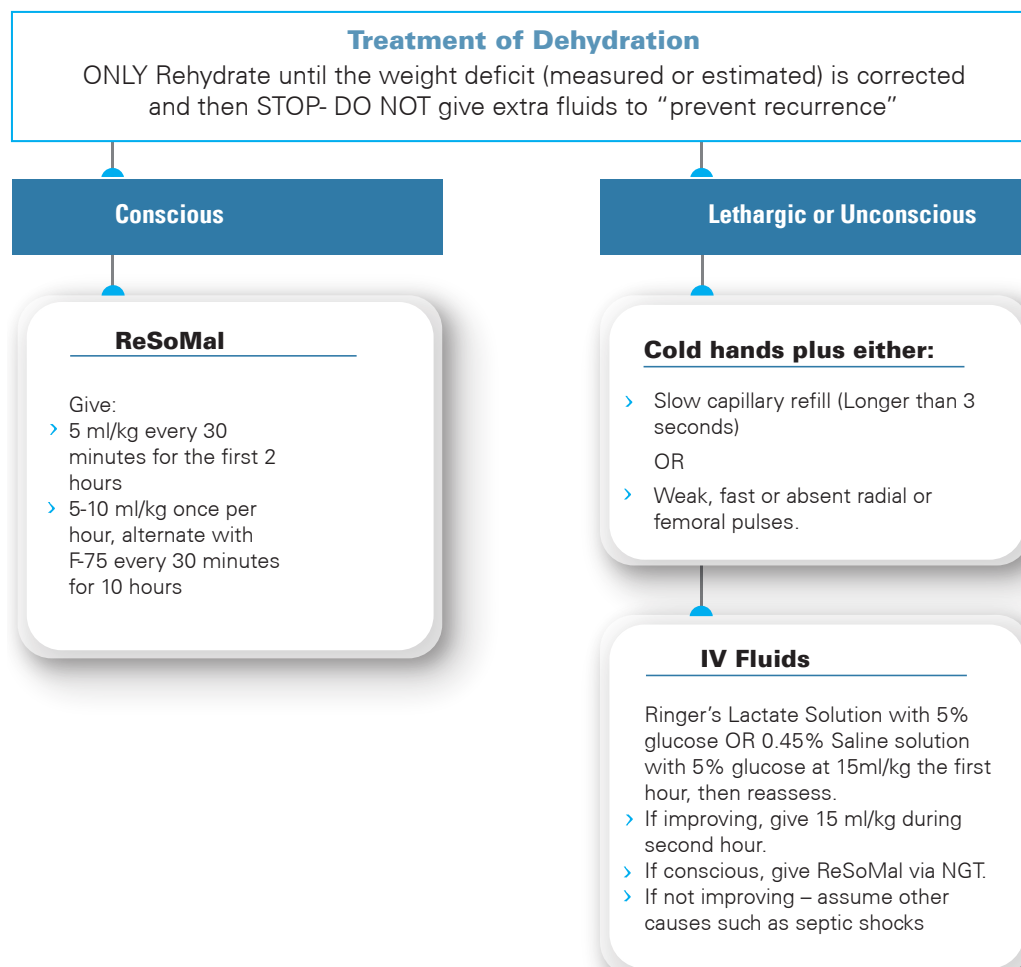 Treatment of Dehydration
ONLY Rehydrate until the weight deficit (measured or estimated) is corrected
and then STOP- DO NOT give extra fluids to “prevent recurrence”
Conscious
ReSoMal
Give:
› 5 ml/kg every 30
minutes for the first 2
hours
› 5-10 ml/kg once per
hour, alternate with
F-75 every 30 minutes
for 10 hours
Lethargic or Unconscious
Cold hands plus either:
› Slow capillary refill (Longer than 3
seconds)
OR
› Weak, fast or absent radial or
femoral pulses.
IV Fluids
Ringer’s Lactate Solution with 5%
glucose OR 0.45% Saline solution
with 5% glucose at 15ml/kg the first
hour, then reassess.
› If improving, give 15 ml/kg during
second hour.
› If conscious, give ReSoMal via NGT.
› If not improving – assume other
causes such as septic shocks